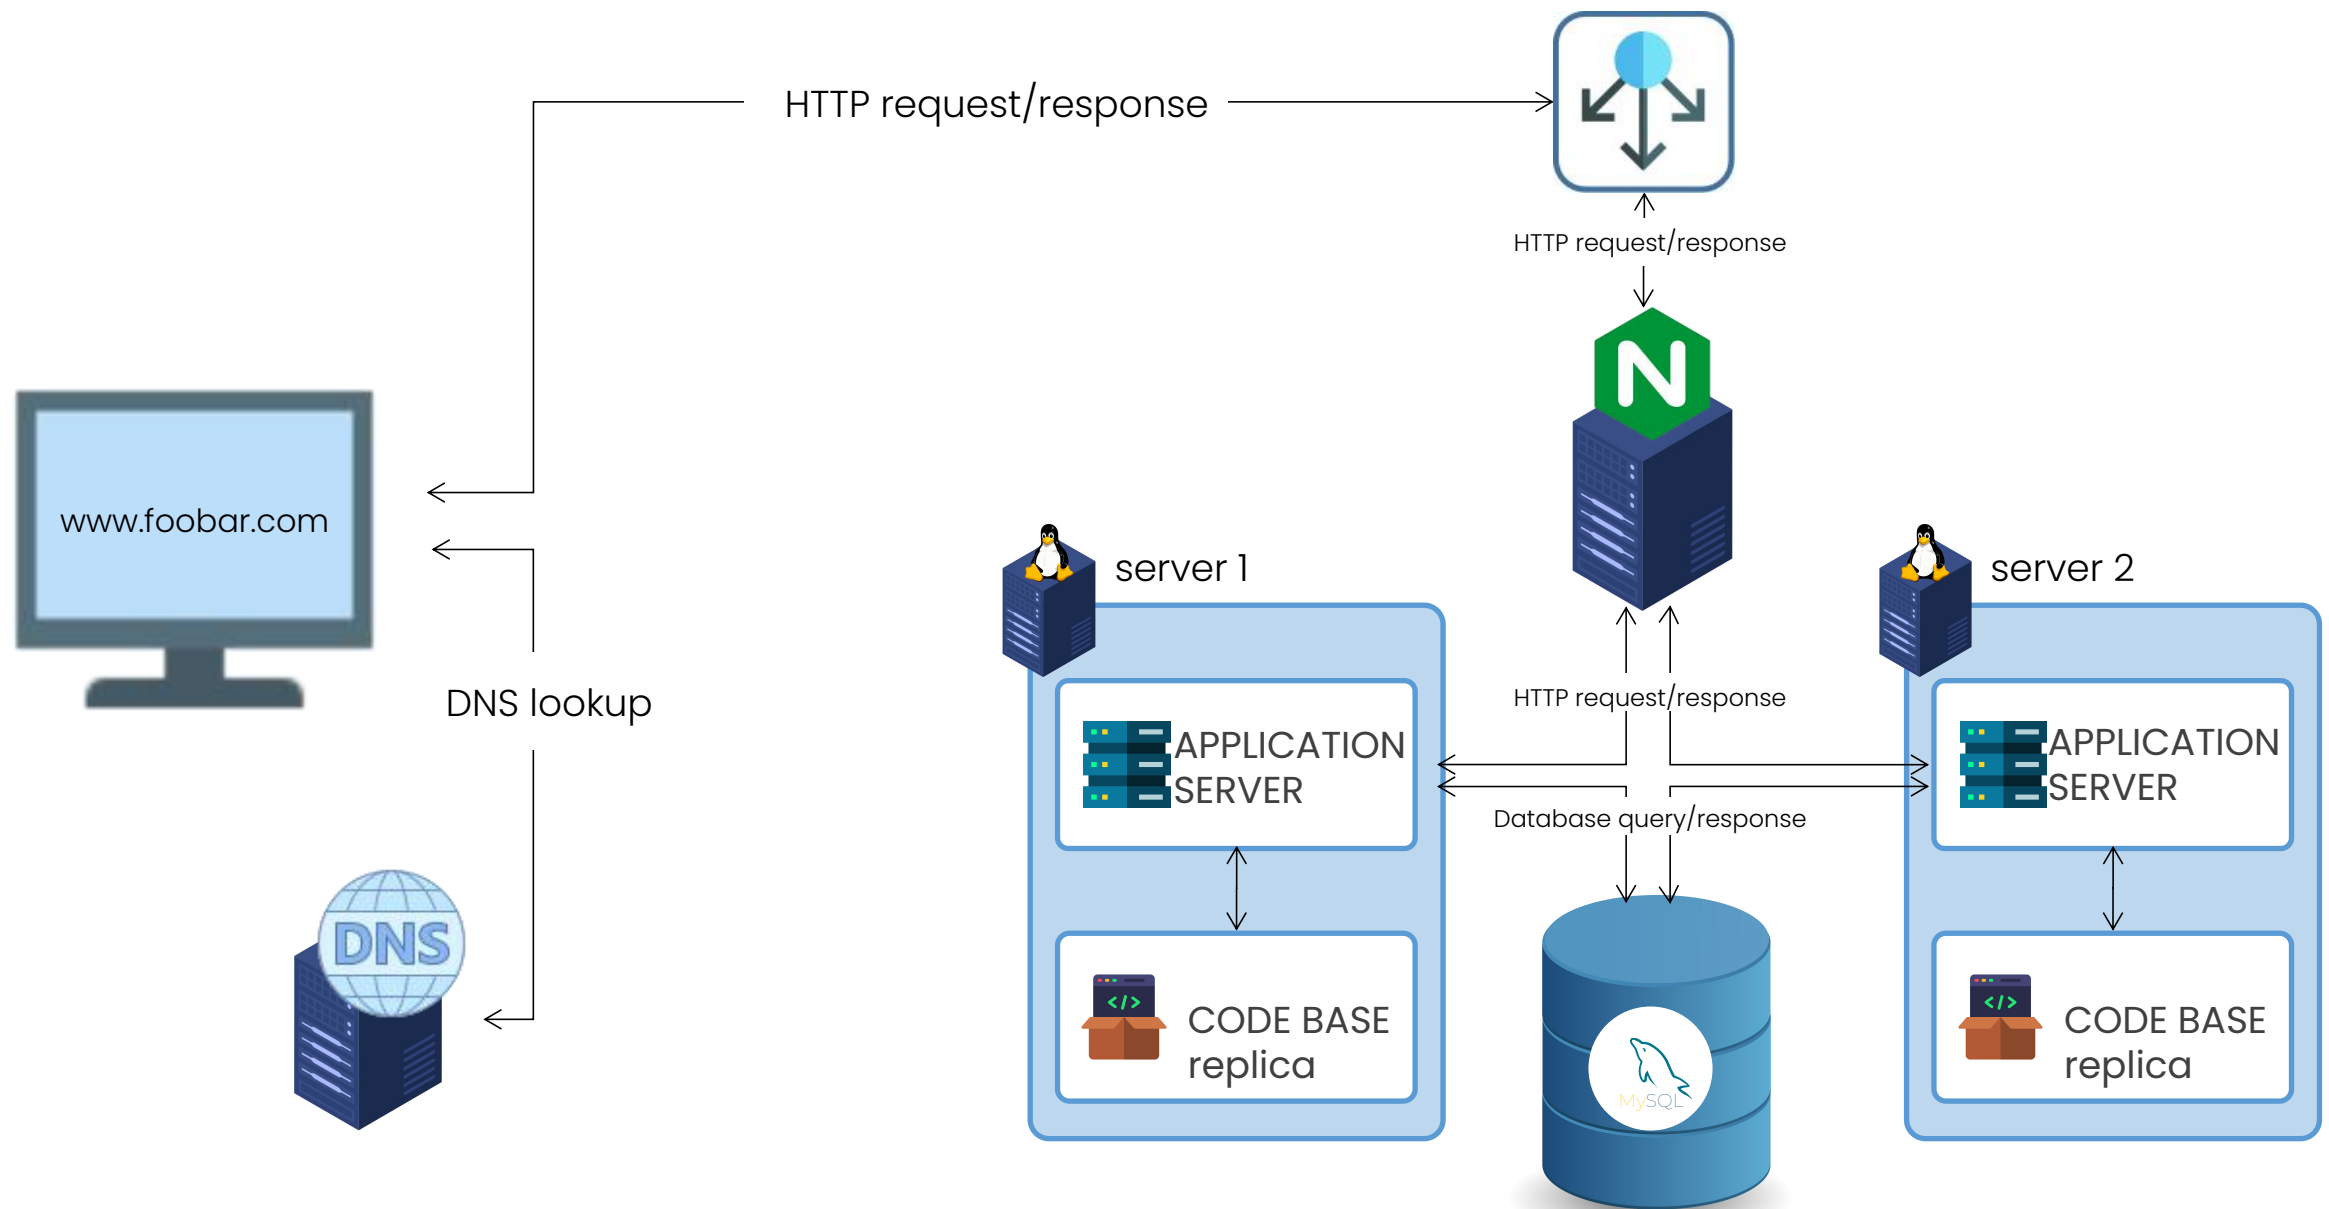 HTTP request/response
HTTP request/response
N
www.foobar.com
server 1
server 2
DNS lookup
HTTP request/response
APPLICATION
SERVER
APPLICATION
SERVER
Database query/response
DNS
</>
CODE BASE
replica
</>
CODE BASE
replica
MySQL